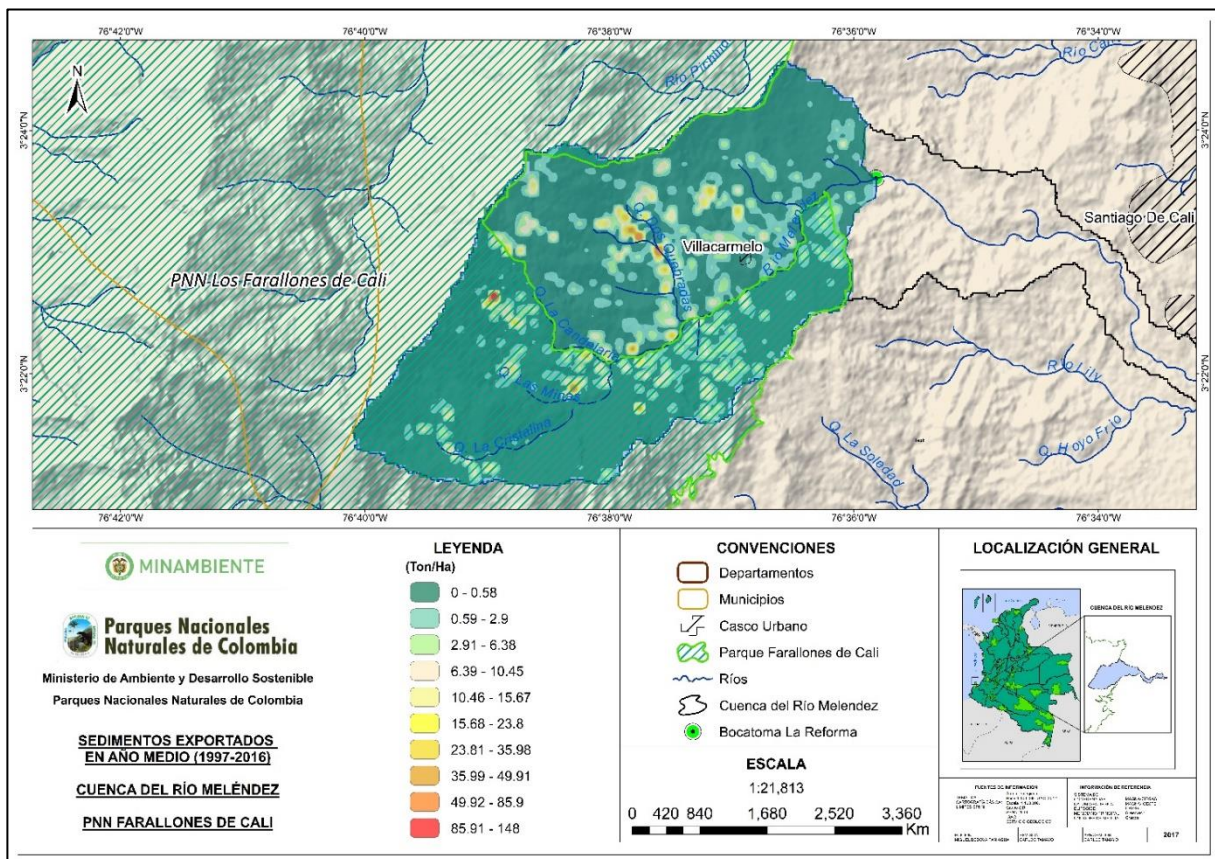 76°42'0"W
76°40'0"W
76°38'0"W
76°36'0"W
76°34'0"W
N
3°24'0"N
3°24'0"N
3°22'0"N
3°22'0"N
Río Pichindé
Río Cali
Santiago De Cali
Q. Dos Quebradas
Villacarmelo
Río Meléndez
PNN Los Farallones de Cali
Q. La Candelaria
Q. Las Minas
Q. La Cristalina
Río Lily
Q. Hoyo Frío
Q. La Soledad
76°42'0"W
76°40'0"W
76°38'0"W
76°36'0"W
76°34'0"W
MINAMBIENTE
Parques Nacionales
Naturales de Colombia
Ministerio de Ambiente y Desarrollo Sostenible
Parques Nacionales Naturales de Colombia
SEDIMENTOS EXPORTADOS
EN AÑO MEDIO (1997-2016)
CUENCA DEL RÍO MELÉNDEZ
PNN FARALLONES DE CALI
LEYENDA
(Ton/Ha)
0 - 0.58
0.59 - 2.9
2.91 - 6.38
6.39 - 10.45
10.46 - 15.67
15.68 - 23.8
23.81 - 35.98
35.99 - 49.91
49.92 - 85.9
85.91 - 148
CONVENCIONES
Departamentos
Municipios
Casco Urbano
Parque Farallones de Cali
Ríos
Cuenca del Río Melendez
Bocatoma La Reforma
ESCALA
1:21,813
0 420 840 1,680 2,520 3,360
Km
LOCALIZACIÓN GENERAL
CUENCA DEL RÍO MELENDEZ
FUENTES DE INFORMACIÓN
INFORMACIÓN DE REFERENCIA
2017